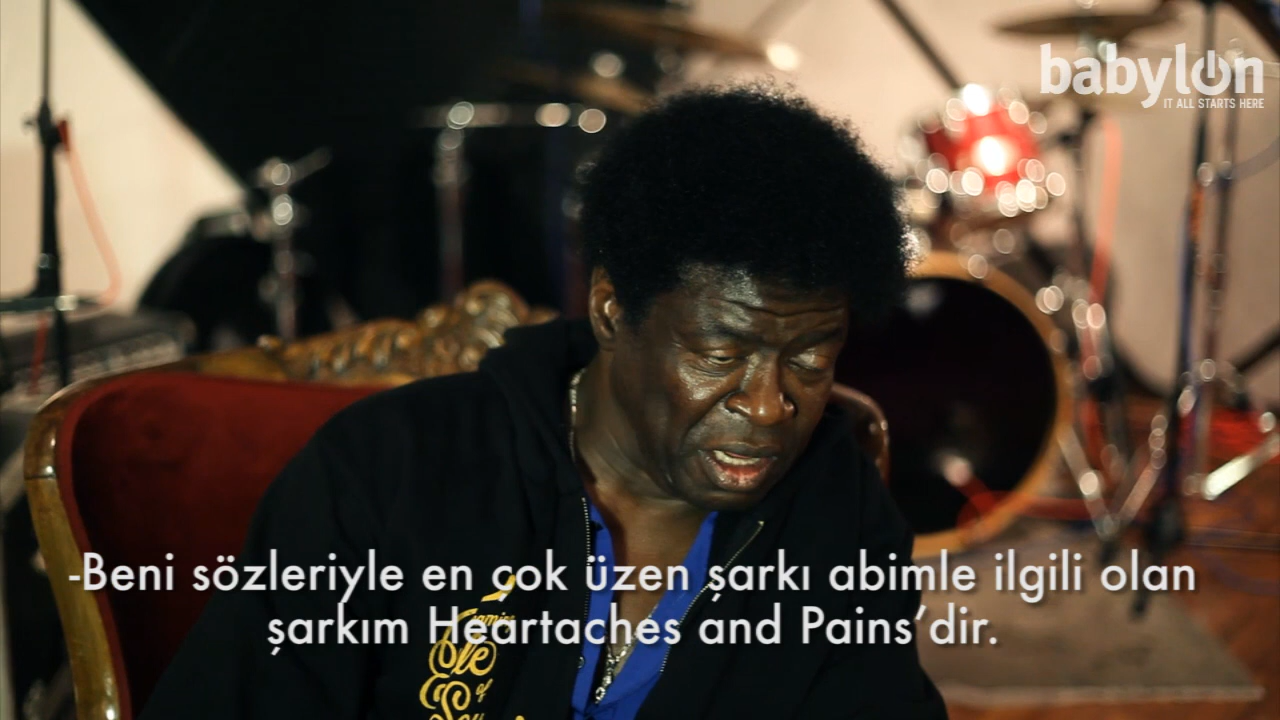 babylon
IT ALL STARTS HERE
-Beni sözleriyle en çok üzen şarkı abimle ilgili olan
şarkım Heartaches and Pains’dir.
of